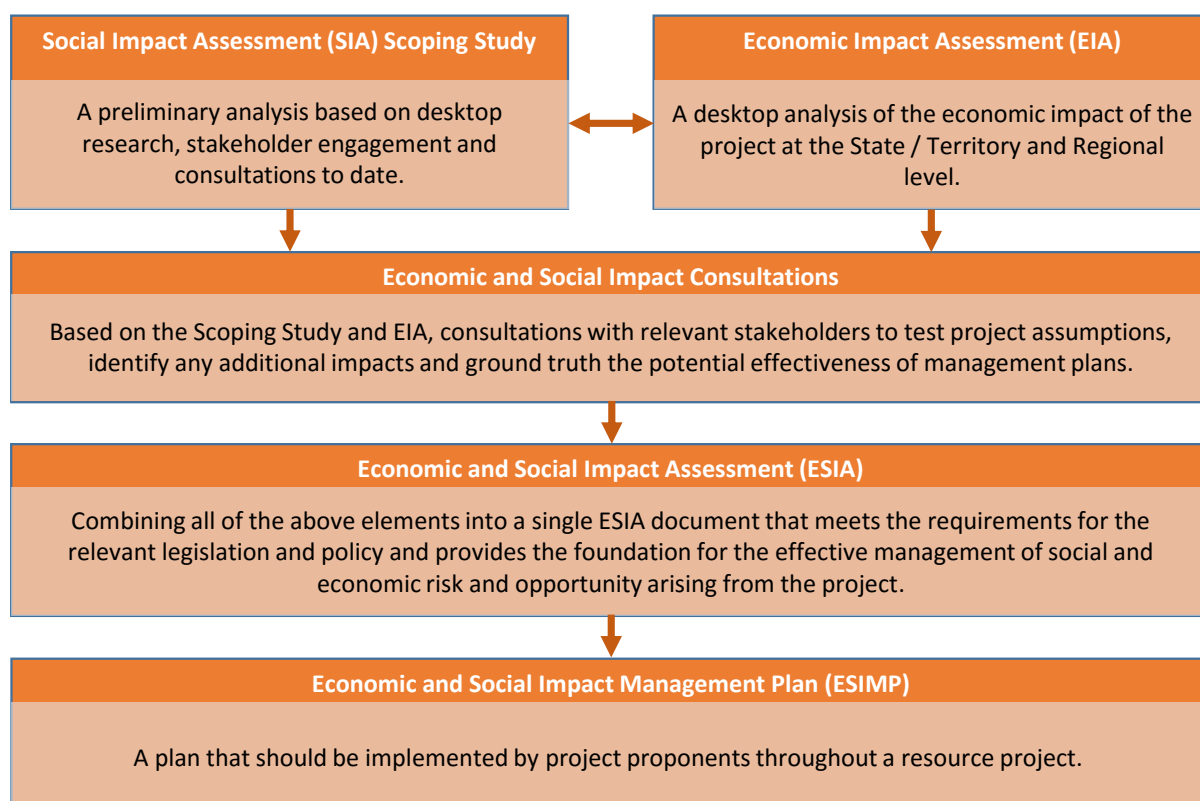 Social Impact Assessment (SIA) Scoping Study
A preliminary analysis based on desktop
research, stakeholder engagement and
consultations to date.
Economic Impact Assessment (EIA)
A desktop analysis of the economic impact of the
project at the State / Territory and Regional
level.
Economic and Social Impact Consultations
Based on the Scoping Study and EIA, consultations with relevant stakeholders to test project assumptions,
identify any additional impacts and ground truth the potential effectiveness of management plans.
Economic and Social Impact Assessment (ESIA)
Combining all of the above elements into a single ESIA document that meets the requirements for the
relevant legislation and policy and provides the foundation for the effective management of social and
economic risk and opportunity arising from the project.
Economic and Social Impact Management Plan (ESIMP)
A plan that should be implemented by project proponents throughout a resource project.